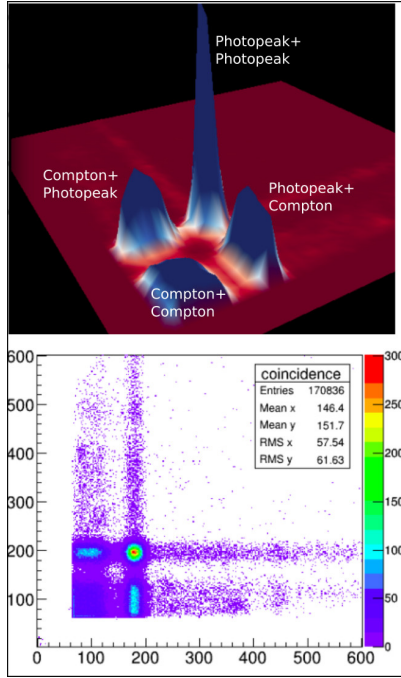 Photopeak+
Photopeak
Compton+
Photopeak
Photopeak+
Compton
Compton+
Compton
600
500
400
300
200
100
0 100 200 300 400 500 600
coincidence
Entries 170836
Mean x 146.4
Mean y 151.7
RMS x 57.54
RMS y 61.63
300
250
200
150
100
50
0